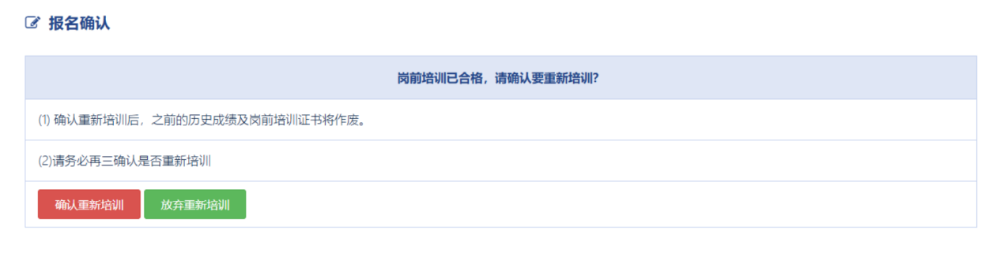 报名确认
岗前培训已合格，请确认要重新培训?
(1) 确认重新培训后，之前的历史成绩及岗前培训证书将作废。
(2)请务必再三确认是否重新培训
确认重新培训 放弃重新培训